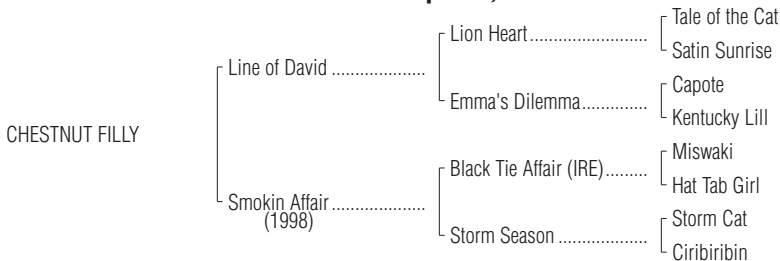 Tale of the Cat
Lion Heart..............................
Satin Sunrise
Line of David ....................
Capote
Emma's Dilemma...............
Kentucky Lill
CHESTNUT FILLY
Miswaki
Black Tie Affair (IRE).........
Hat Tab Girl
Smokin Affair....................
(1998)
Storm Cat
Storm Season ....................
Ciribiribin